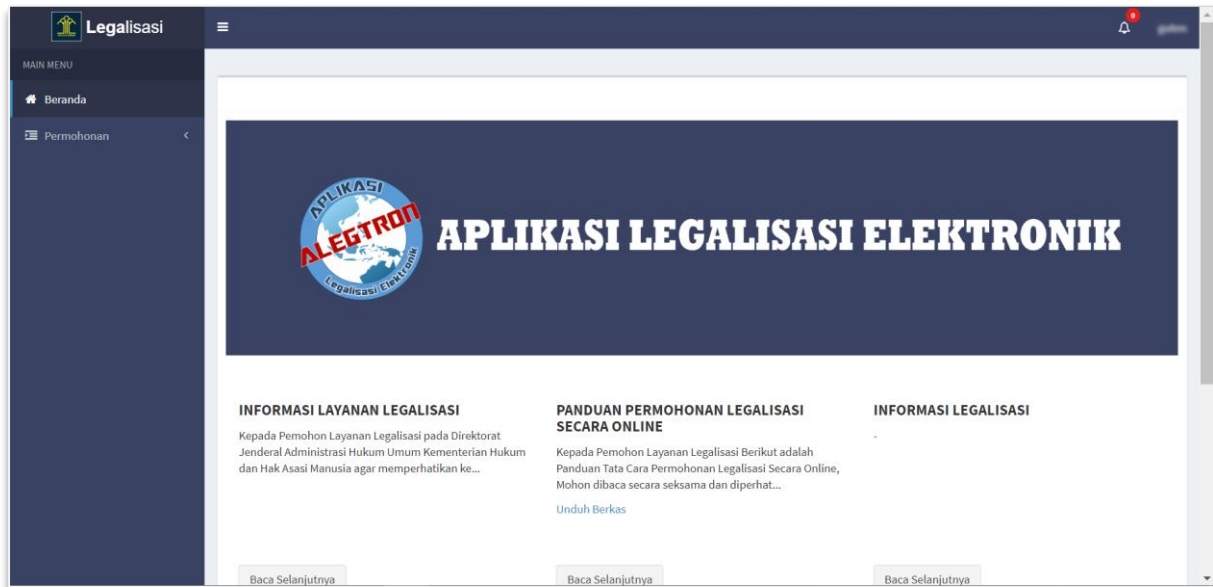 Legalisasi
0
MAIN MENU
Beranda
Permohonan
APLIKASI
ALEGTRON
Legalisasi Elektronik
APLIKASI LEGALISASI ELEKTRONIK
INFORMASI LAYANAN LEGALISASI
Kepada Pemohon Layanan Legalisasi pada Direktorat
Jenderal Administrasi Hukum Umum Kementerian Hukum
dan Hak Asasi Manusia agar memperhatikan ke...
Baca Selanjutnya
PANDUAN PERMOHONAN LEGALISASI
SECARA ONLINE
Kepada Pemohon Layanan Legalisasi Berikut adalah
Panduan Tata Cara Permohonan Legalisasi Secara Online,
Mohon dibaca secara seksama dan diperhat...
Unduh Berkas
Baca Selanjutnya
INFORMASI LEGALISASI
-
Baca Selanjutnya